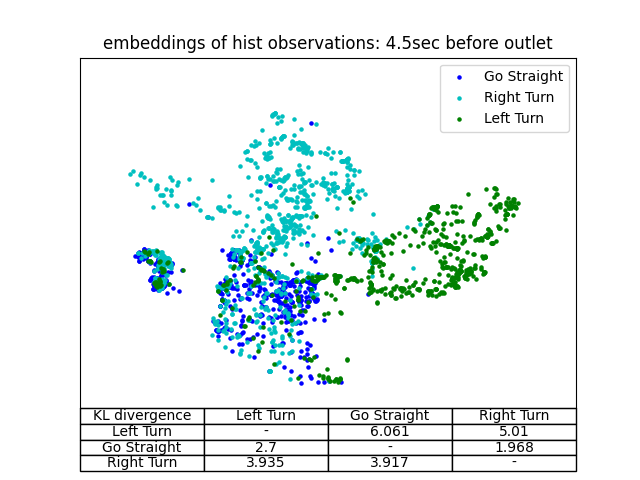 embeddings of hist observations: 4.5sec before outlet
Go Straight
Right Turn
Left Turn
KL divergence Left Turn Go Straight Right Turn
Left Turn - 6.061 5.01
Go Straight 2.7 - 1.968
Right Turn 3.935 3.917 -